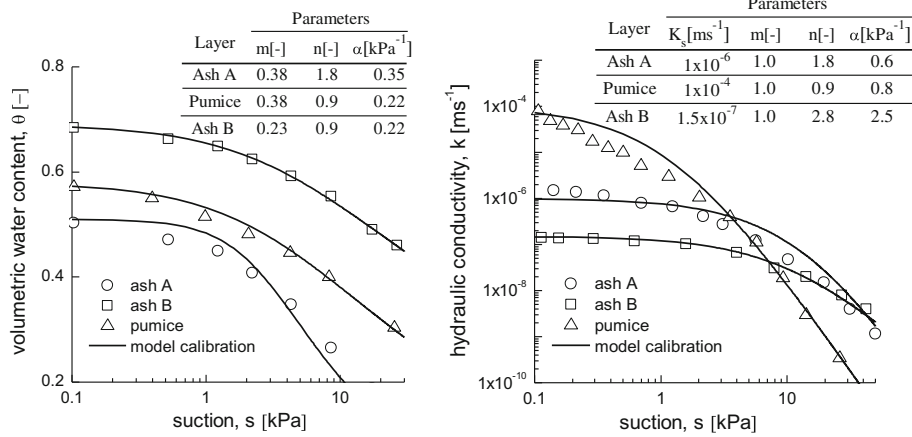 Parameters
Layer m[-] n[-] α[kPa⁻¹]
Ash A 0.38 1.8 0.35
Pumice 0.38 0.9 0.22
Ash B 0.23 0.9 0.22
volumetric water content, θ [–]
0.8
0.6
0.4
0.2
ash A
ash B
pumice
model calibration
0.1 1 10
suction, s [kPa]
Parameters
Layer Kₛ[ms⁻¹] m[-] n[-] α[kPa⁻¹]
Ash A 1x10⁻⁶ 1.0 1.8 0.6
Pumice 1x10⁻⁴ 1.0 0.9 0.8
Ash B 1.5x10⁻⁷ 1.0 2.8 2.5
hydraulic conductivity, k [ms⁻¹]
1x10⁻⁴
1x10⁻⁶
1x10⁻⁸
1x10⁻¹⁰
ash A
ash B
pumice
model calibration
0.1 1 10
suction, s [kPa]